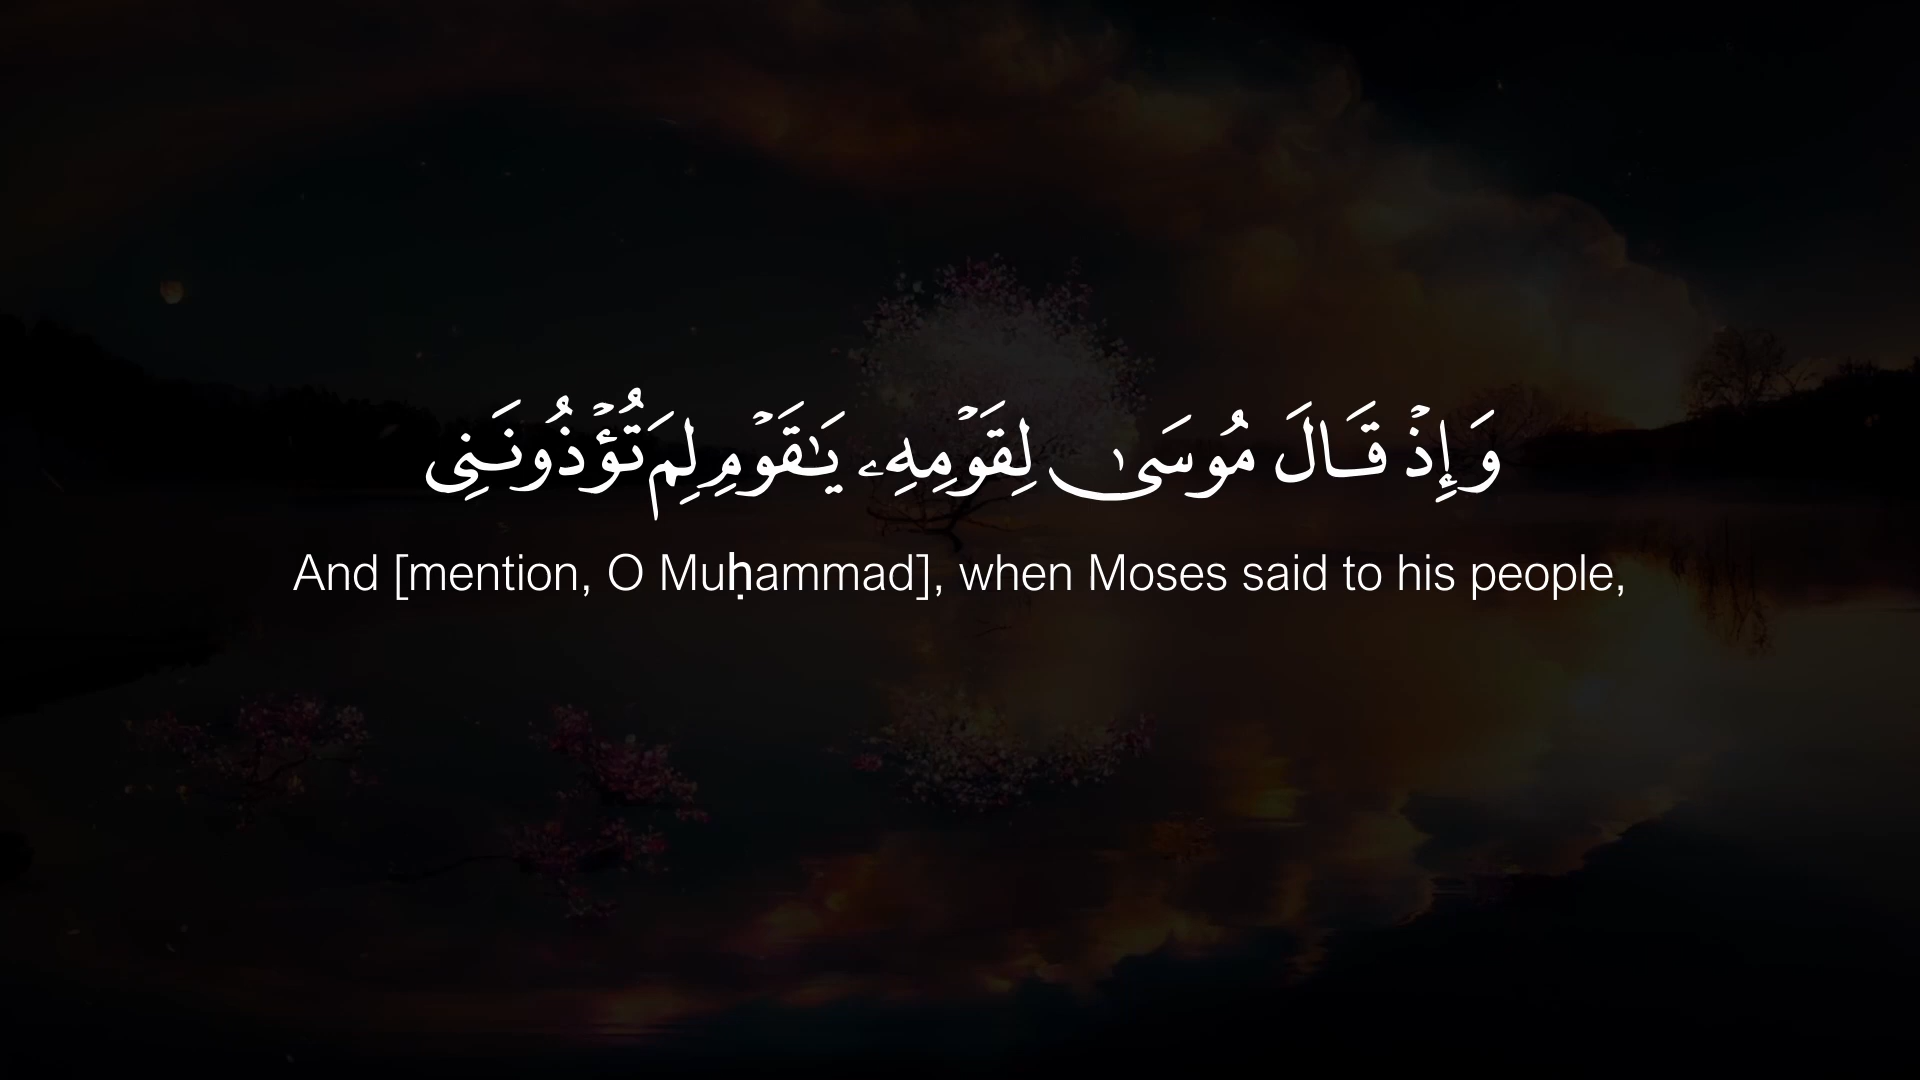 وَإِذۡ قَالَ مُوسَىٰ لِقَوۡمِهِۦ يَٰقَوۡمِ لِمَ تُؤۡذُونَنِي
And [mention, O Muḥammad], when Moses said to his people,